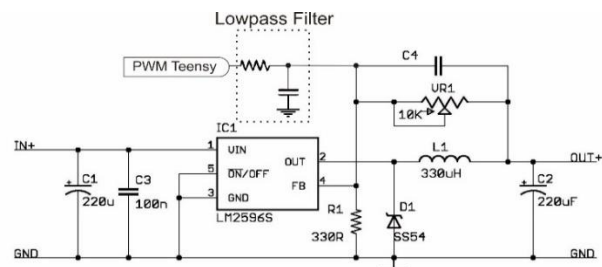 Lowpass Filter
PWM Teensy
C4
VR1
10K
IC1
IN+
1
VIN
OUT
2
L1
330uH
OUT+
5
ON/OFF
FB
4
3
GND
LM2596S
C1
220u
C3
100n
R1
330R
D1
SS54
C2
220uF
GND
GND